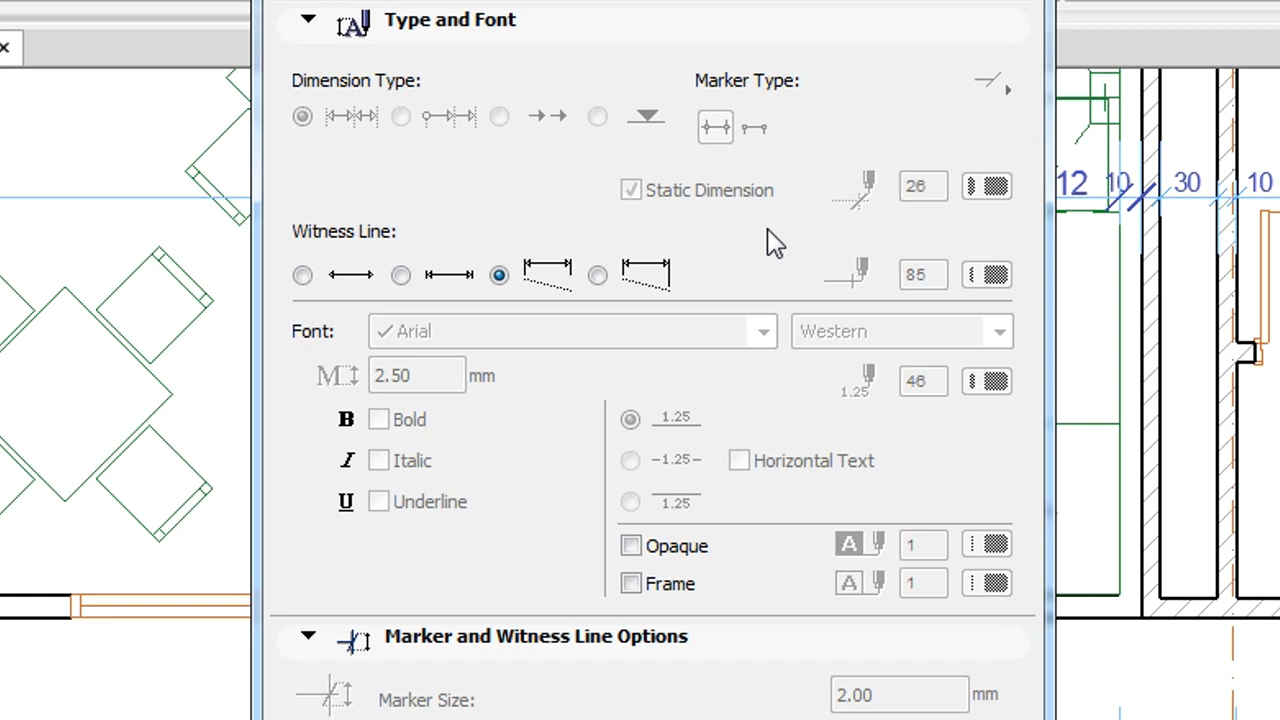 Type and Font
Dimension Type:
Marker Type:
12 10 30 10
Static Dimension
26
Witness Line:
85
Font:
Arial
Western
M
2.50
mm
1.25
46
B Bold
1.25
I Italic
-1.25-
Horizontal Text
U Underline
1.25
Opaque
A
1
Frame
A
1
Marker and Witness Line Options
Marker Size:
2.00
mm